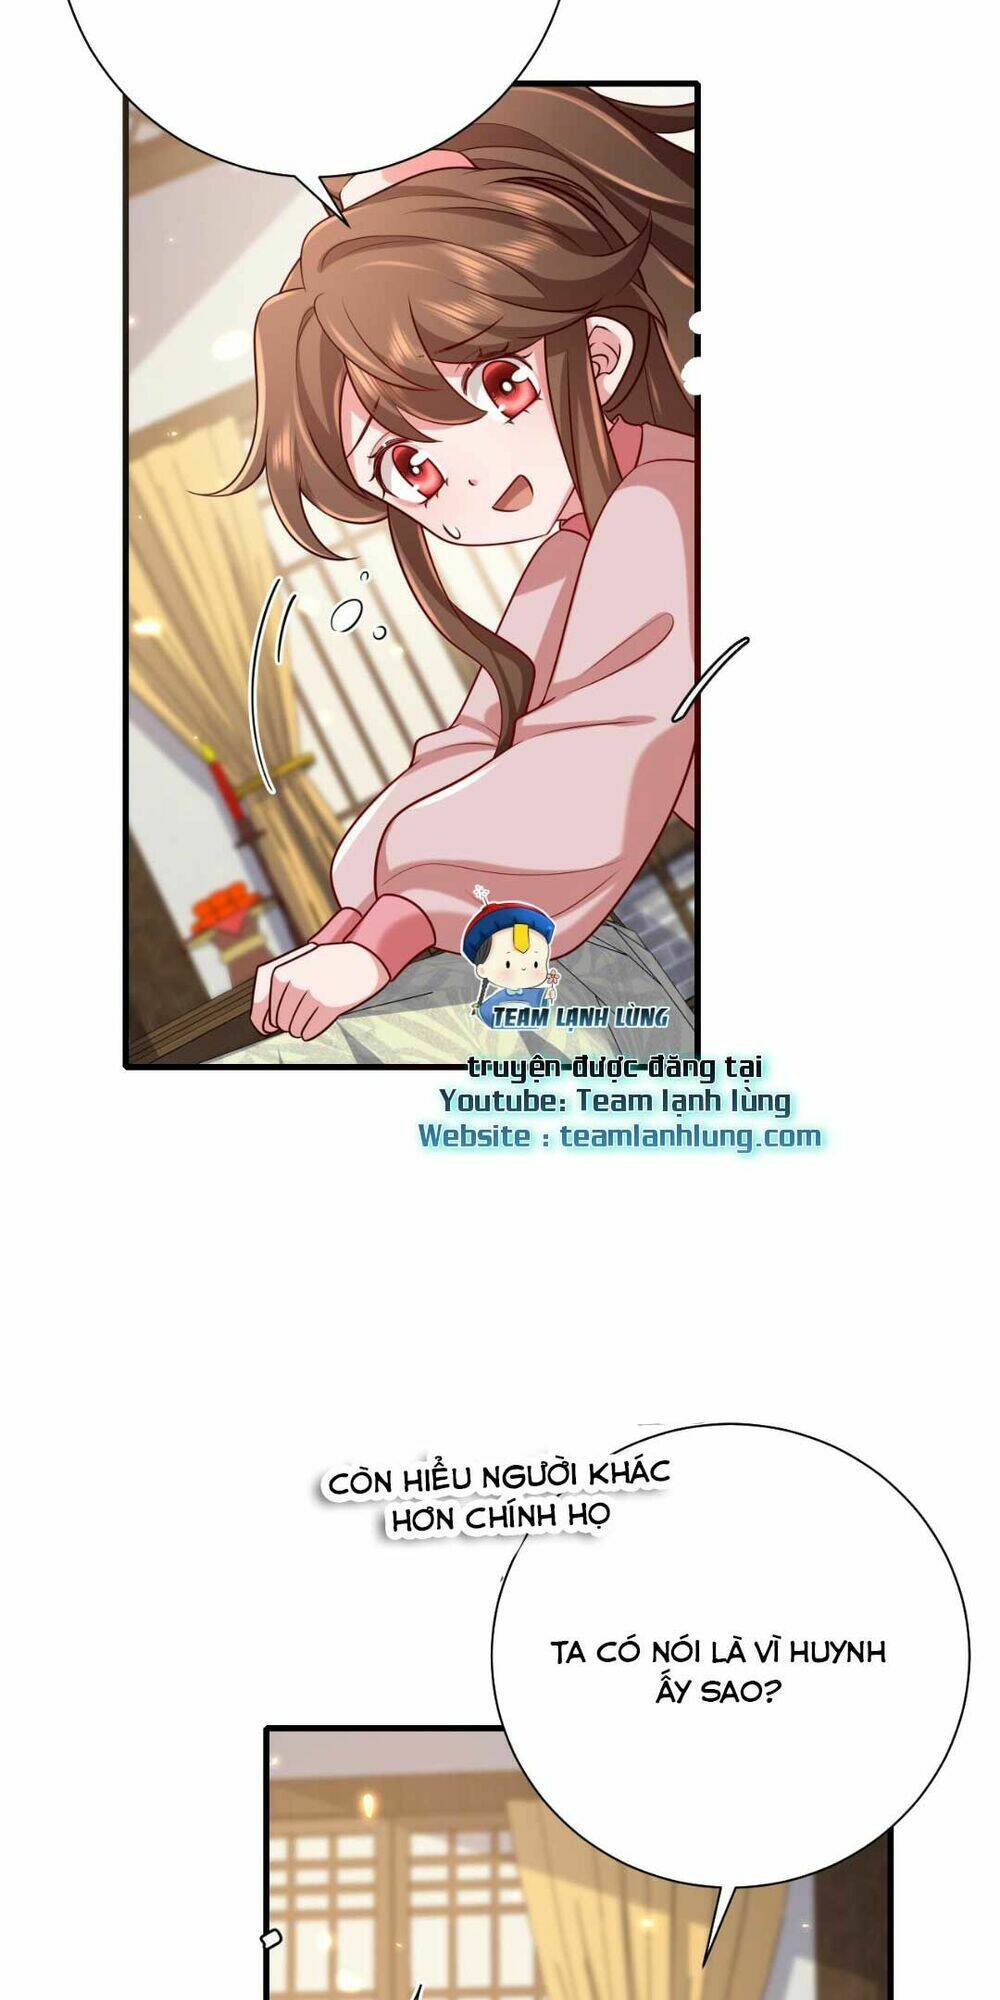 TEAM LẠNH LÙNG
truyện được đăng tại
Youtube: Team lạnh lùng
Website : teamlanhlung.com
CÒN HIỂU NGƯỜI KHÁC
HƠN CHÍNH HỌ
TA CÓ NÓI LÀ VÌ HUYNH
ẤY SAO?